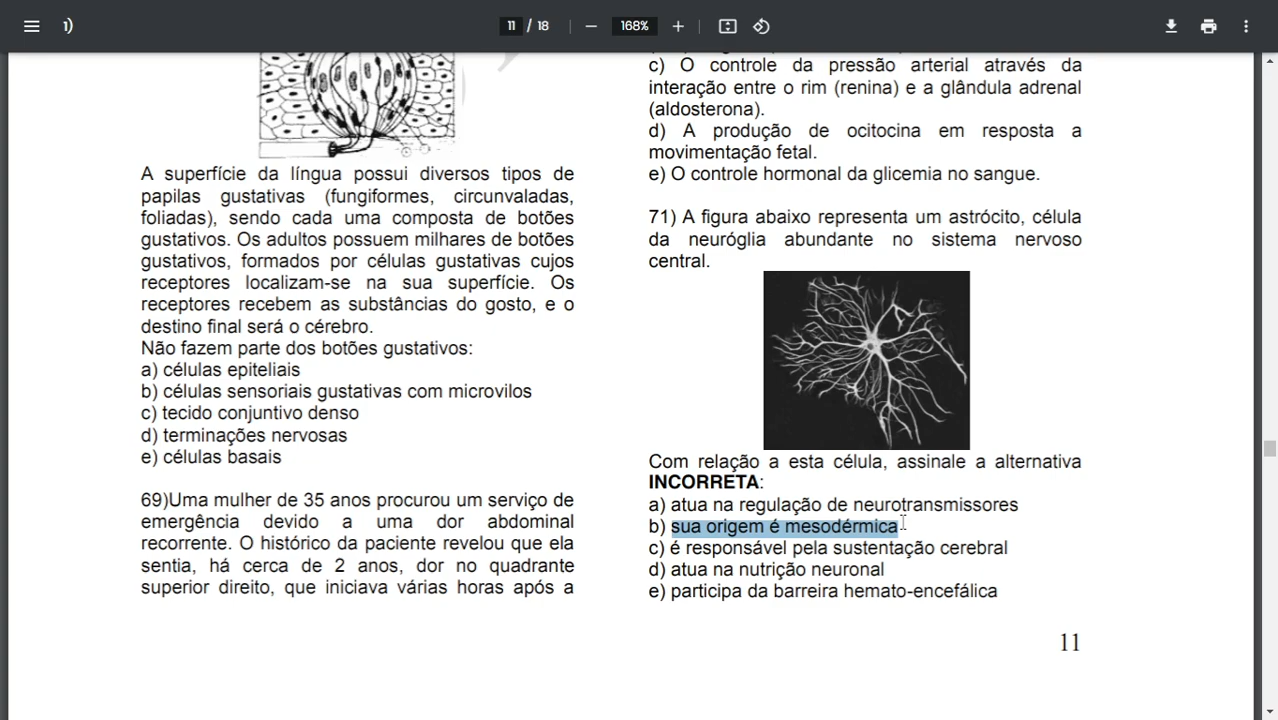 1)
11 / 18
168%
A superfície da língua possui diversos tipos de
papilas gustativas (fungiformes, circunvaladas,
foliadas), sendo cada uma composta de botões
gustativos. Os adultos possuem milhares de botões
gustativos, formados por células gustativas cujos
receptores localizam-se na sua superfície. Os
receptores recebem as substâncias do gosto, e o
destino final será o cérebro.
Não fazem parte dos botões gustativos:
a) células epiteliais
b) células sensoriais gustativas com microvilos
c) tecido conjuntivo denso
d) terminações nervosas
e) células basais
69)Uma mulher de 35 anos procurou um serviço de
emergência devido a uma dor abdominal
recorrente. O histórico da paciente revelou que ela
sentia, há cerca de 2 anos, dor no quadrante
superior direito, que iniciava várias horas após a
c) O controle da pressão arterial através da
interação entre o rim (renina) e a glândula adrenal
(aldosterona).
d) A produção de ocitocina em resposta a
movimentação fetal.
e) O controle hormonal da glicemia no sangue.
71) A figura abaixo representa um astrócito, célula
da neuróglia abundante no sistema nervoso
central.
Com relação a esta célula, assinale a alternativa
INCORRETA:
a) atua na regulação de neurotransmissores
b) sua origem é mesodérmica
c) é responsável pela sustentação cerebral
d) atua na nutrição neuronal
e) participa da barreira hemato-encefálica
11